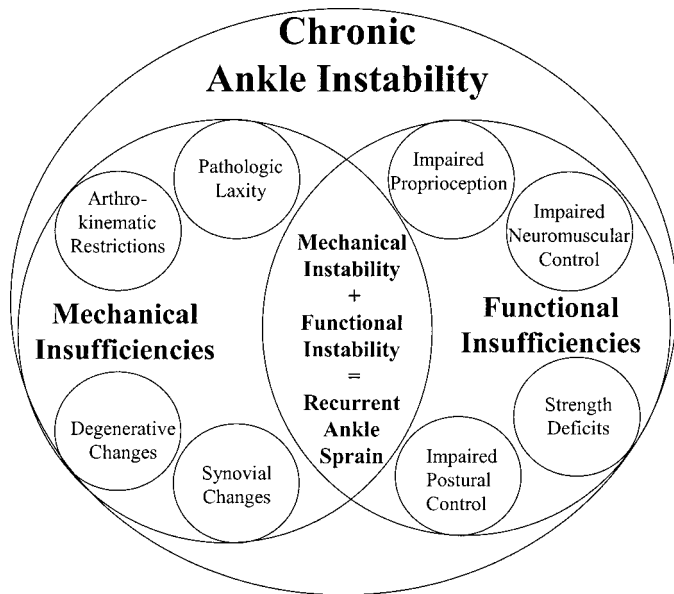 Chronic
Ankle Instability
Pathologic
Laxity
Arthro-
kinematic
Restrictions
Mechanical
Insufficiencies
Degenerative
Changes
Synovial
Changes
Mechanical
Instability
+
Functional
Instability
=
Recurrent
Ankle
Sprain
Impaired
Proprioception
Impaired
Neuromuscular
Control
Functional
Insufficiencies
Strength
Deficits
Impaired
Postural
Control